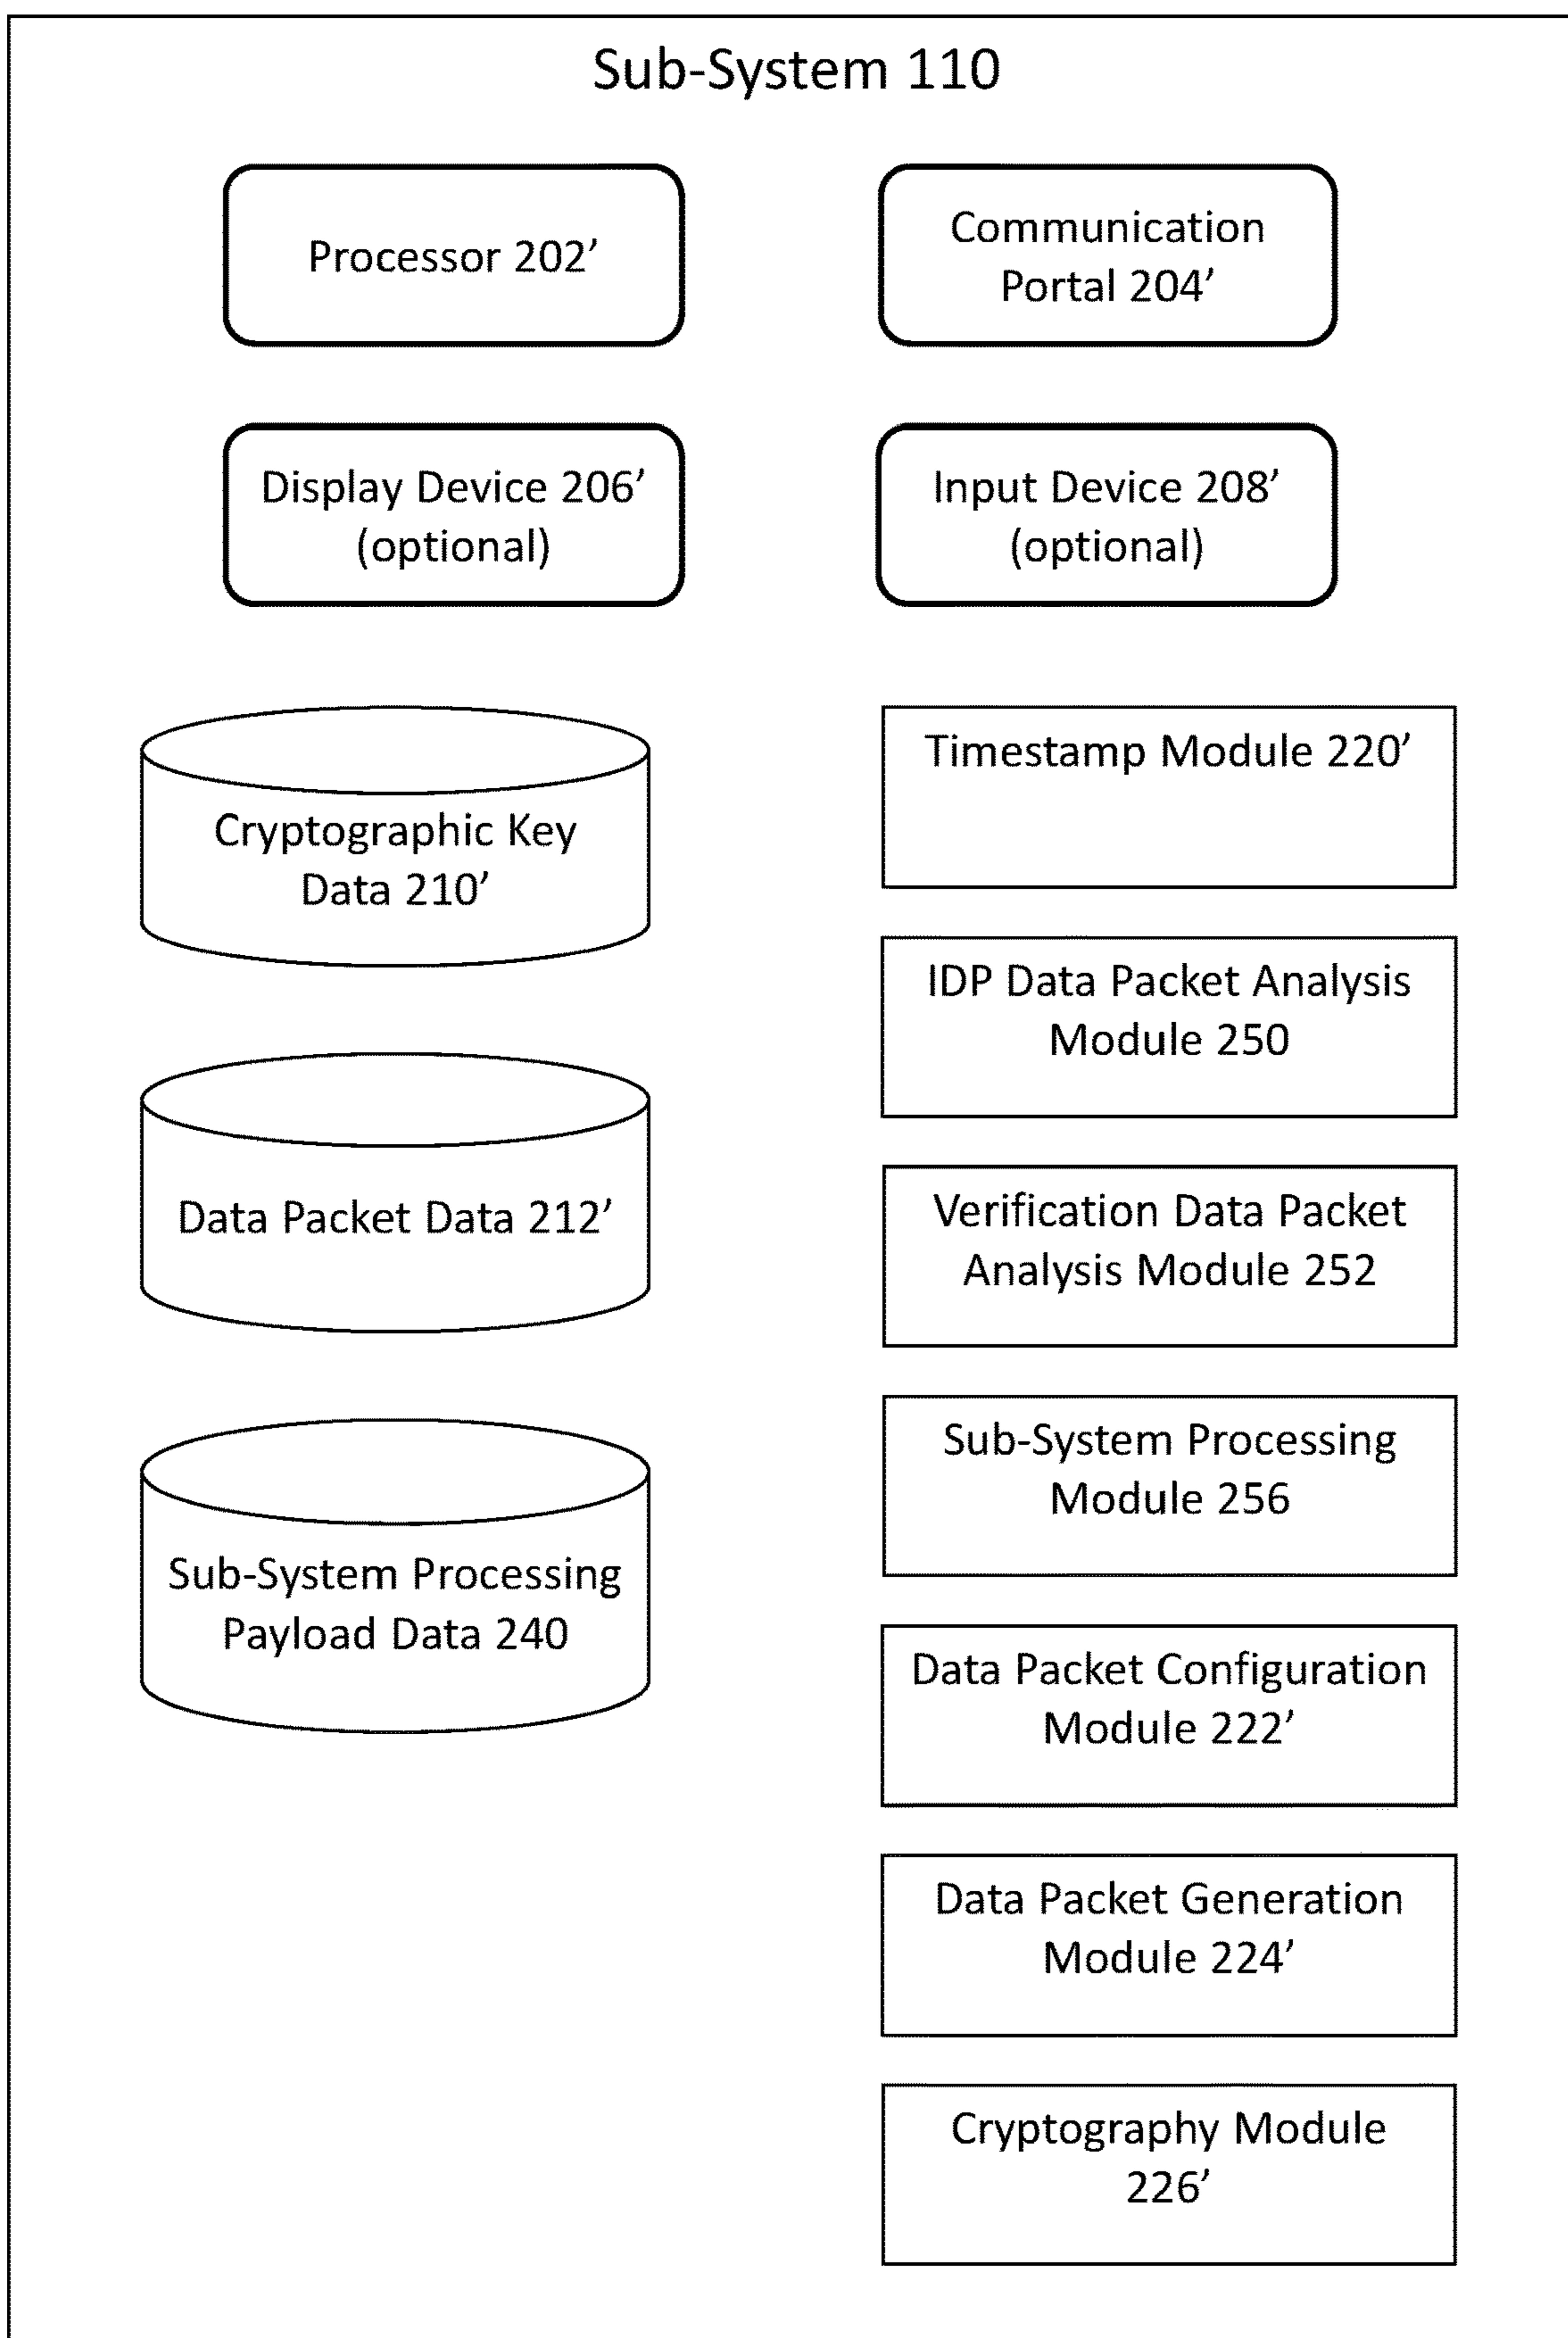 Sub-System 110
Processor 202’
Communication
Portal 204’
Display Device 206’
(optional)
Input Device 208’
(optional)
Cryptographic Key
Data 210’
Data Packet Data 212’
Sub-System Processing
Payload Data 240
Timestamp Module 220’
IDP Data Packet Analysis
Module 250
Verification Data Packet
Analysis Module 252
Sub-System Processing
Module 256
Data Packet Configuration
Module 222’
Data Packet Generation
Module 224’
Cryptography Module
226’